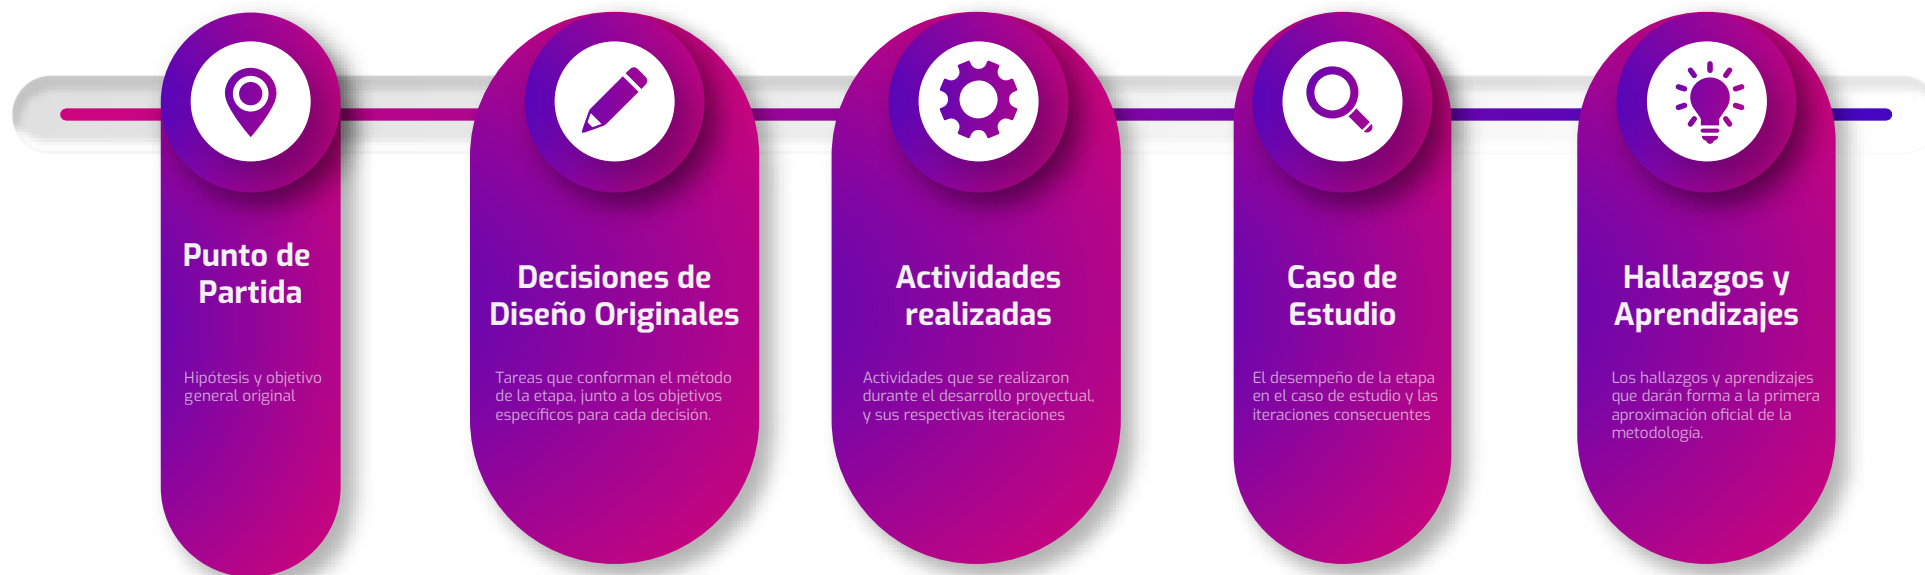 Punto de
Partida
Hipótesis y objetivo
general original
Decisiones de
Diseño Originales
Tareas que conforman el método
de la etapa, junto a los objetivos
específicos para cada decisión.
Actividades
realizadas
Actividades que se realizaron
durante el desarrollo proyectual,
y sus respectivas iteraciones
Caso de
Estudio
El desempeño de la etapa
en el caso de estudio y las
iteraciones consecuentes
Hallazgos y
Aprendizajes
Los hallazgos y aprendizajes
que darán forma a la primera
aproximación oficial de la
metodología.